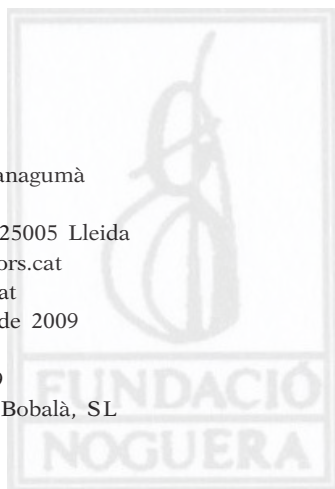 anagumà
25005 Lleida
ors.cat
at
de 2009
9
Bobalà, SL
FUNDACIÓ
NOGUERA